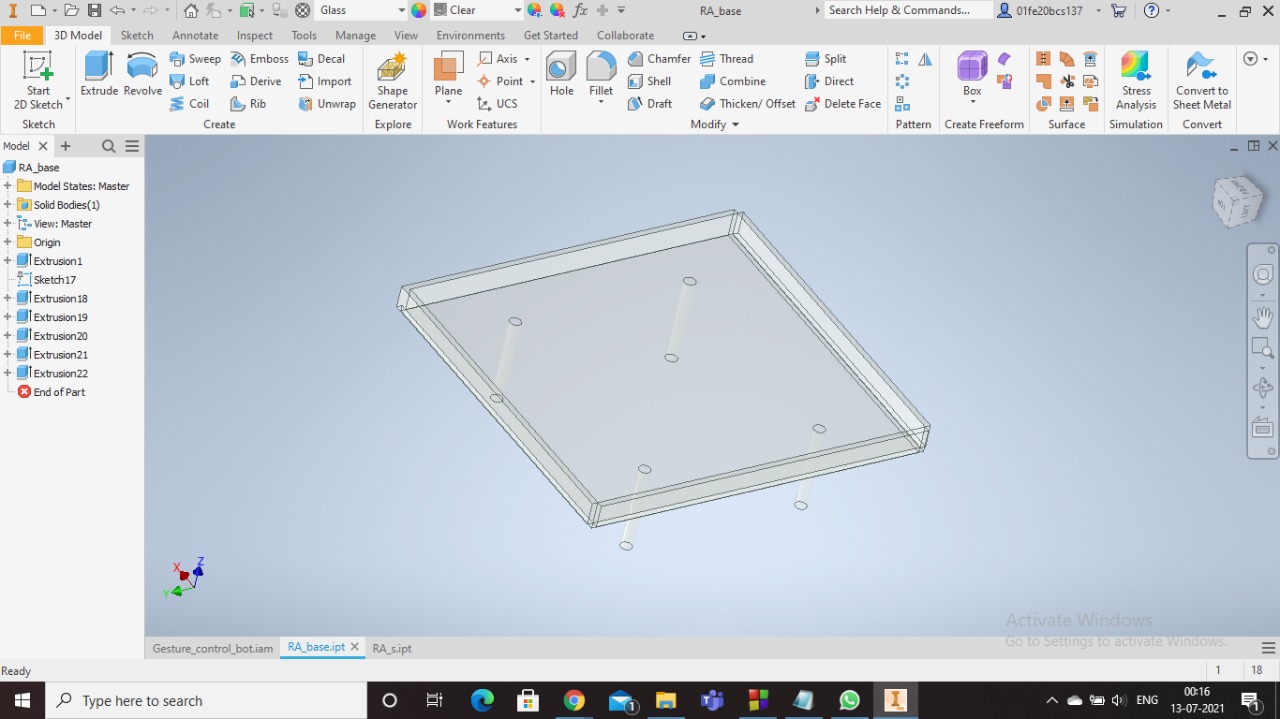 Glass
Clear
fx
RA_base
Search Help & Commands...
01fe20bcs137
File
3D Model
Sketch
Annotate
Inspect
Tools
Manage
View
Environments
Get Started
Collaborate
Start
2D Sketch
Extrude
Revolve
Sweep
Loft
Coil
Emboss
Derive
Rib
Decal
Import
Unwrap
Shape
Generator
Plane
Axis
Point
UCS
Hole
Fillet
Chamfer
Shell
Draft
Thread
Combine
Thicken/ Offset
Split
Direct
Delete Face
Box
Stress
Analysis
Convert to
Sheet Metal
Sketch
Create
Explore
Work Features
Modify
Pattern
Create Freeform
Surface
Simulation
Convert
Model
RA_base
Model States: Master
Solid Bodies(1)
View: Master
Origin
Extrusion1
Sketch17
Extrusion18
Extrusion19
Extrusion20
Extrusion21
Extrusion22
End of Part
X
Y
Z
Activate Windows
Go to Settings to activate Windows.
Gesture_control_bot.iam
RA_base.ipt
RA_s.ipt
Ready
1
18
Type here to search
1
ENG
00:16
13-07-2021
1